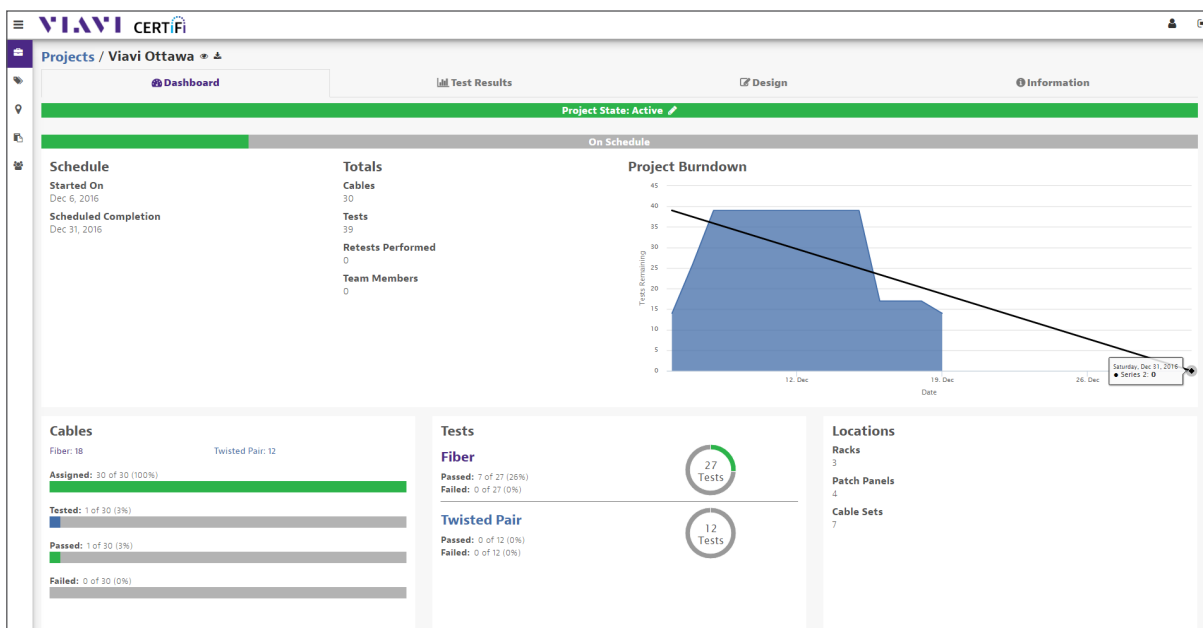 VIAVI CERTiFi
Projects / Viavi Ottawa
Dashboard
Test Results
Design
Information
Project State: Active
On Schedule
Schedule
Started On
Dec 6, 2016
Scheduled Completion
Dec 31, 2016
Totals
Cables
30
Tests
39
Retests Performed
0
Team Members
0
Project Burndown
45
40
35
30
25
20
15
10
5
0
Tests Remaining
12. Dec
19. Dec
26. Dec
Date
Saturday, Dec 31, 2016
Series 2: 0
Cables
Fiber: 18
Twisted Pair: 12
Assigned: 30 of 30 (100%)
Tested: 1 of 30 (3%)
Passed: 1 of 30 (3%)
Failed: 0 of 30 (0%)
Tests
Fiber
Passed: 7 of 27 (26%)
Failed: 0 of 27 (0%)
27
Tests
Twisted Pair
Passed: 0 of 12 (0%)
Failed: 0 of 12 (0%)
12
Tests
Locations
Racks
3
Patch Panels
4
Cable Sets
7